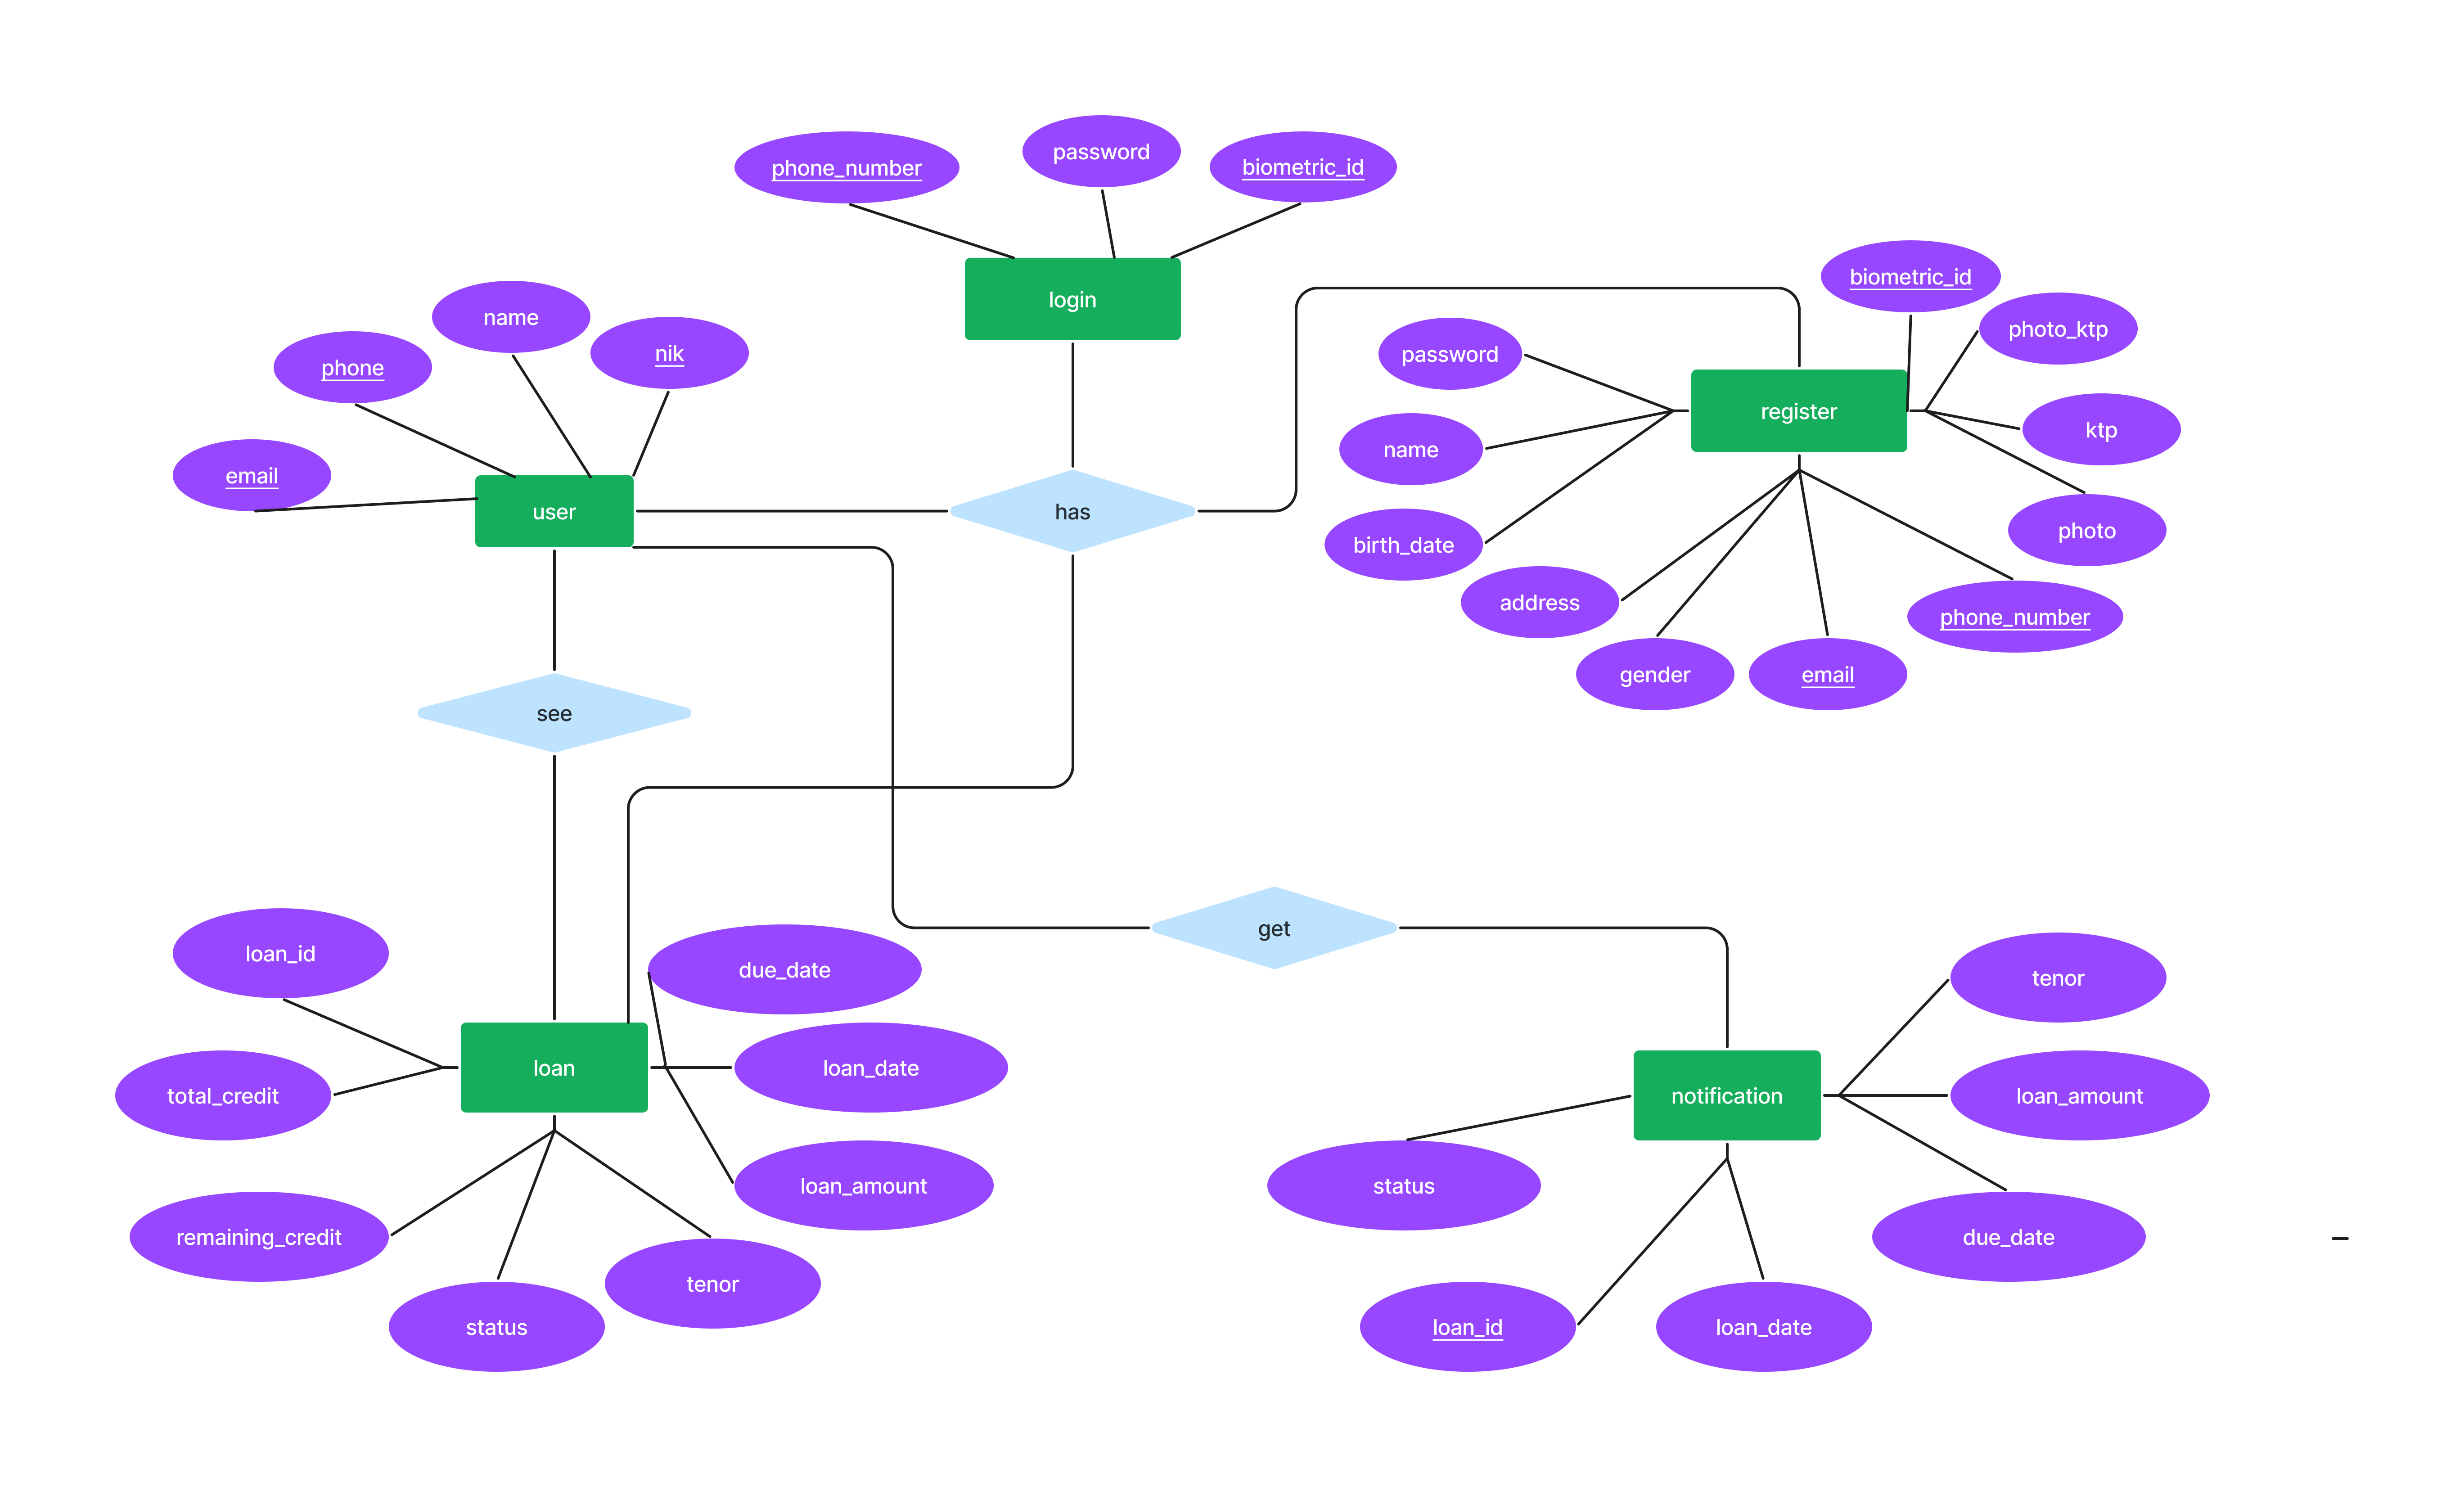 password
phone_number
biometric_id
login
biometric_id
name
photo_ktp
nik
password
phone
register
ktp
name
email
user
has
photo
birth_date
address
phone_number
gender
email
see
get
loan_id
due_date
tenor
loan
loan_date
notification
loan_amount
total_credit
loan_amount
status
remaining_credit
due_date
tenor
status
loan_id
loan_date